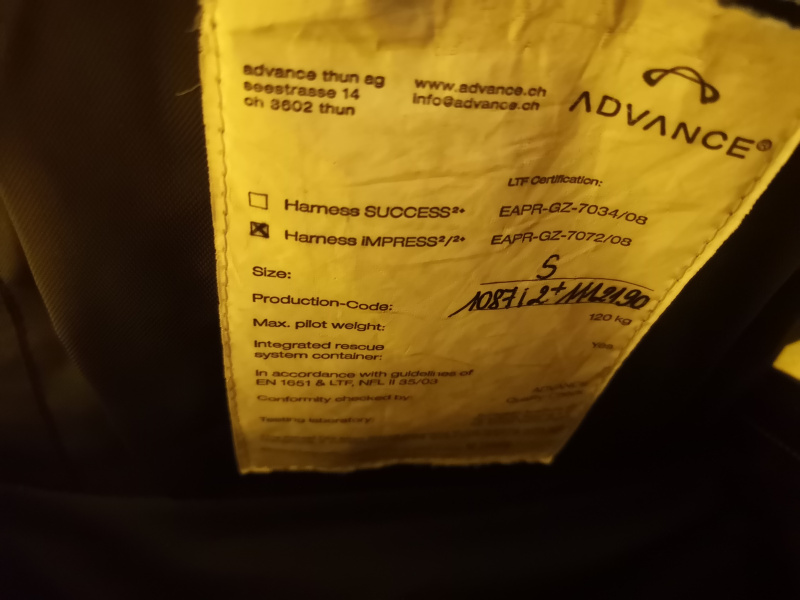 advance thun ag
seestrasse 14
ch 3602 thun
www.advance.ch
info@advance.ch
ADVANCE®
LTF Certification:
Harness SUCCESS²⁺ EAPR-GZ-7034/08
Harness IMPRESS²/²⁺ EAPR-GZ-7072/08
Size: S
Production-Code:
Max. pilot weight: 120 kg
Integrated rescue
system container: Yes
In accordance with guidelines of
EN 1651 & LTF, NFL II 35/03
Conformity checked by: ADVANCE
Testing laboratory: